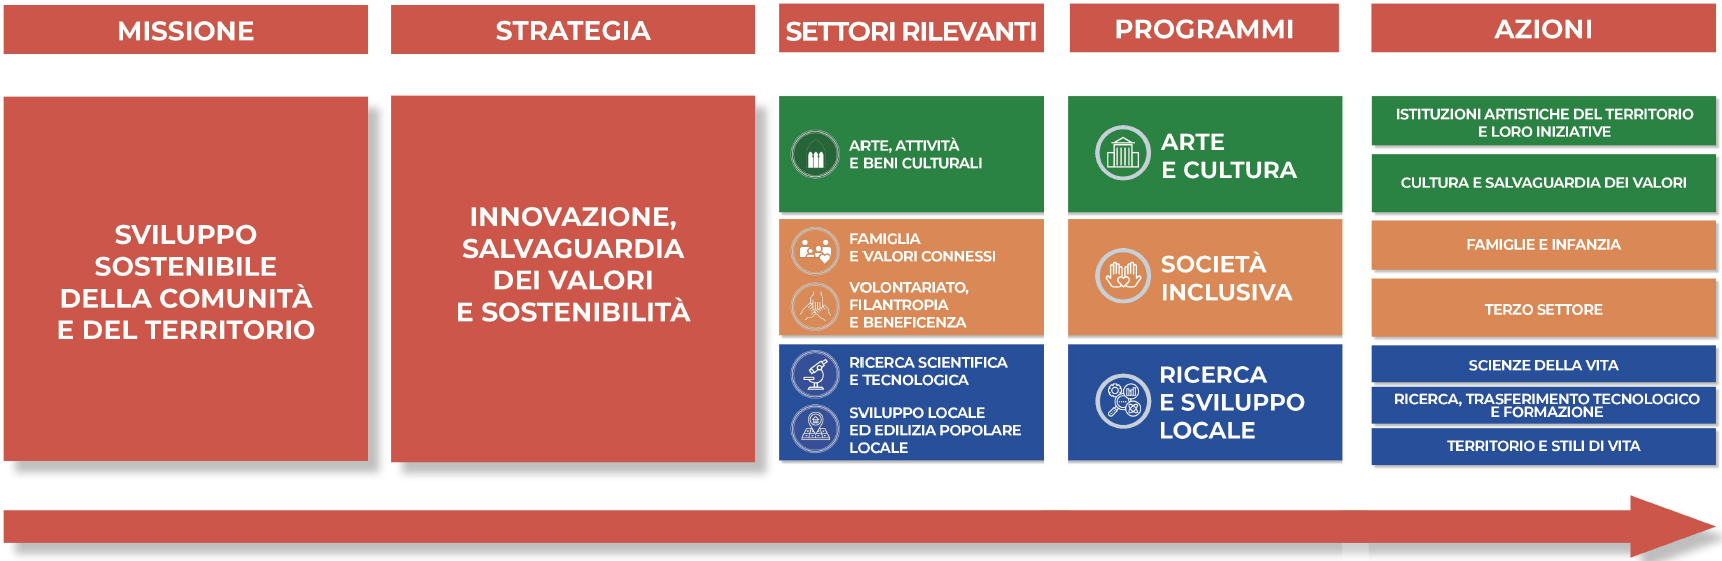 MISSIONE
STRATEGIA
SETTORI RILEVANTI
PROGRAMMI
AZIONI
SVILUPPO
SOSTENIBILE
DELLA COMUNITÀ
E DEL TERRITORIO
INNOVAZIONE,
SALVAGUARDIA
DEI VALORI
E SOSTENIBILITÀ
ARTE, ATTIVITÀ
E BENI CULTURALI
FAMIGLIA
E VALORI CONNESSI
VOLONTARIATO,
FILANTROPIA
E BENEFICENZA
RICERCA SCIENTIFICA
E TECNOLOGICA
SVILUPPO LOCALE
ED EDILIZIA POPOLARE
LOCALE
ARTE
E CULTURA
SOCIETÀ
INCLUSIVA
RICERCA
E SVILUPPO
LOCALE
ISTITUZIONI ARTISTICHE DEL TERRITORIO
E LORO INIZIATIVE
CULTURA E SALVAGUARDIA DEI VALORI
FAMIGLIE E INFANZIA
TERZO SETTORE
SCIENZE DELLA VITA
RICERCA, TRASFERIMENTO TECNOLOGICO
E FORMAZIONE
TERRITORIO E STILI DI VITA